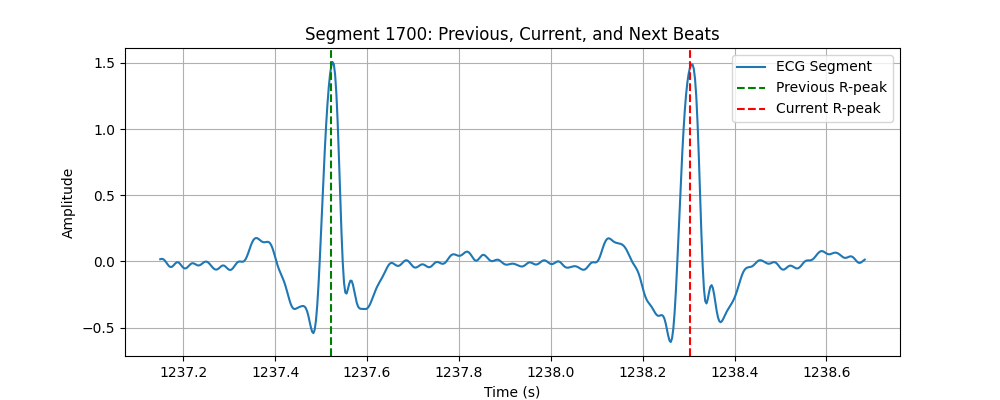 Segment 1700: Previous, Current, and Next Beats
ECG Segment
Previous R-peak
Current R-peak
Amplitude
1.5
1.0
0.5
0.0
−0.5
1237.2 1237.4 1237.6 1237.8 1238.0 1238.2 1238.4 1238.6
Time (s)